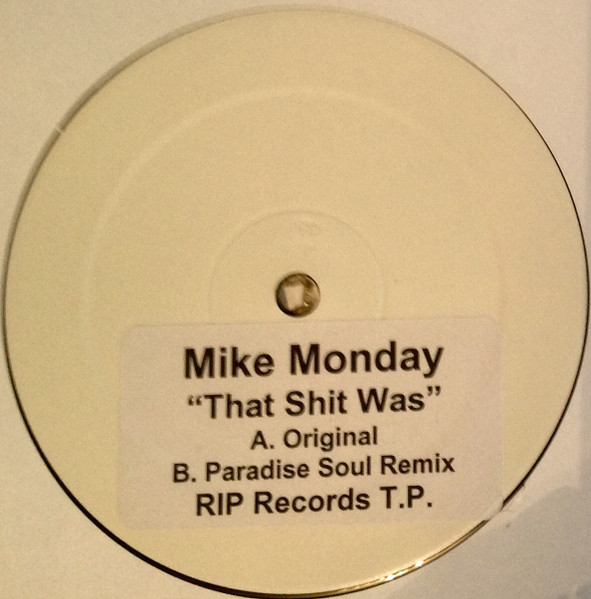 Mike Monday
“That Shit Was”
A. Original
B. Paradise Soul Remix
RIP Records T.P.